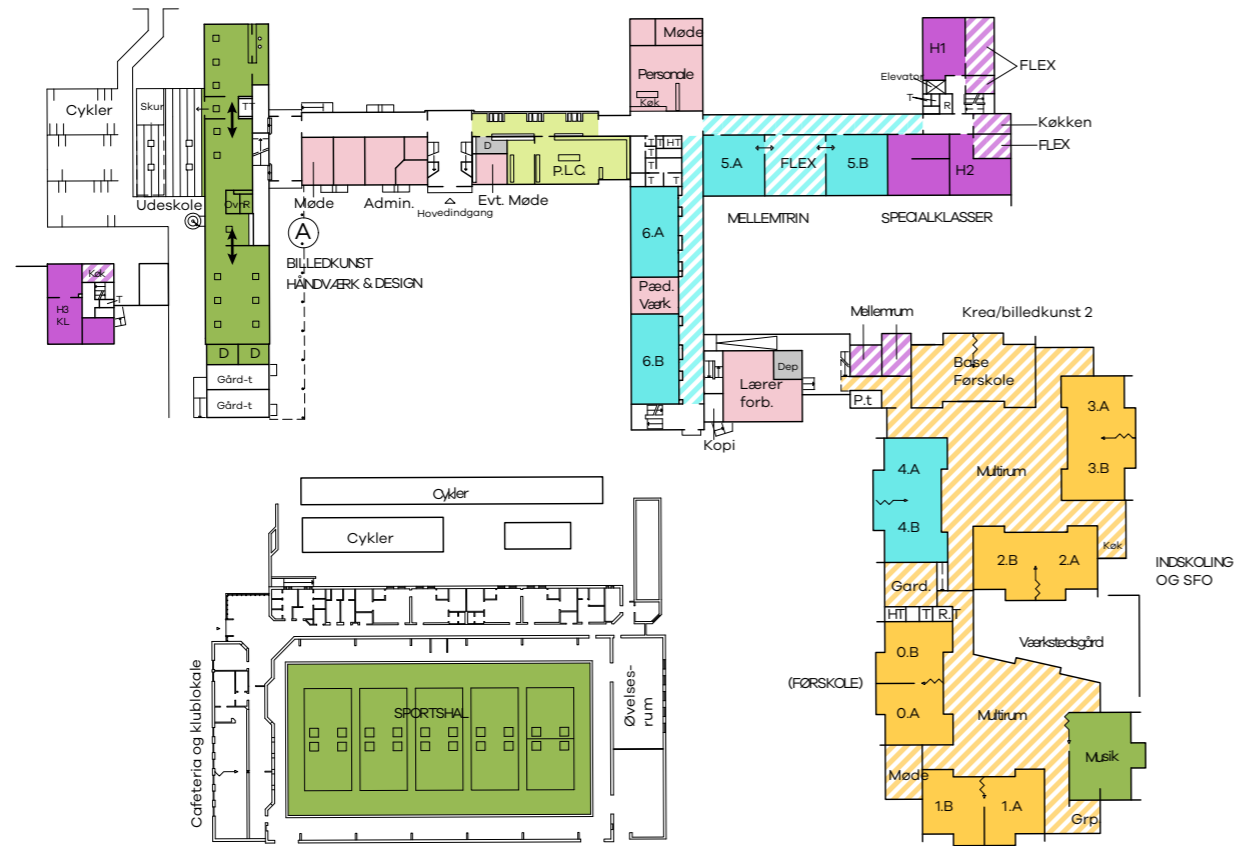 Møde
Personale
Køk
H1
FLEX
Elevator
T
R
Cykler
Skur
TT
Køkken
FLEX
D
P.L.C
T
T
HT
T
T
T
5.A
FLEX
5.B
H2
Udeskole
Ovn
R
Møde
Admin.
Hovedindgang
Evt. Møde
MELLEMTRIN
SPECIALKLASSER
A
BILLEDKUNST
HÅNDVÆRK & DESIGN
6.A
Pæd.
Værk.
6.B
Køk
T
H3
KL
D
D
Gård-t
Gård-t
Mellemrum
Krea/billedkunst 2
Dep
Lærer
forb.
Kopi
Base
Førskole
P.t
3.A
3.B
4.A
4.B
Multirum
2.B
2.A
Køk
INDSKOLING
OG SFO
Gard.
HT
T
R.T
Værkstedsgård
0.B
(FØRSKOLE)
0.A
Multirum
Musik
Møde
1.B
1.A
Grp.
Cykler
Cykler
Cafeteria og klublokale
SPORTSHAL
Øvelses-
rum